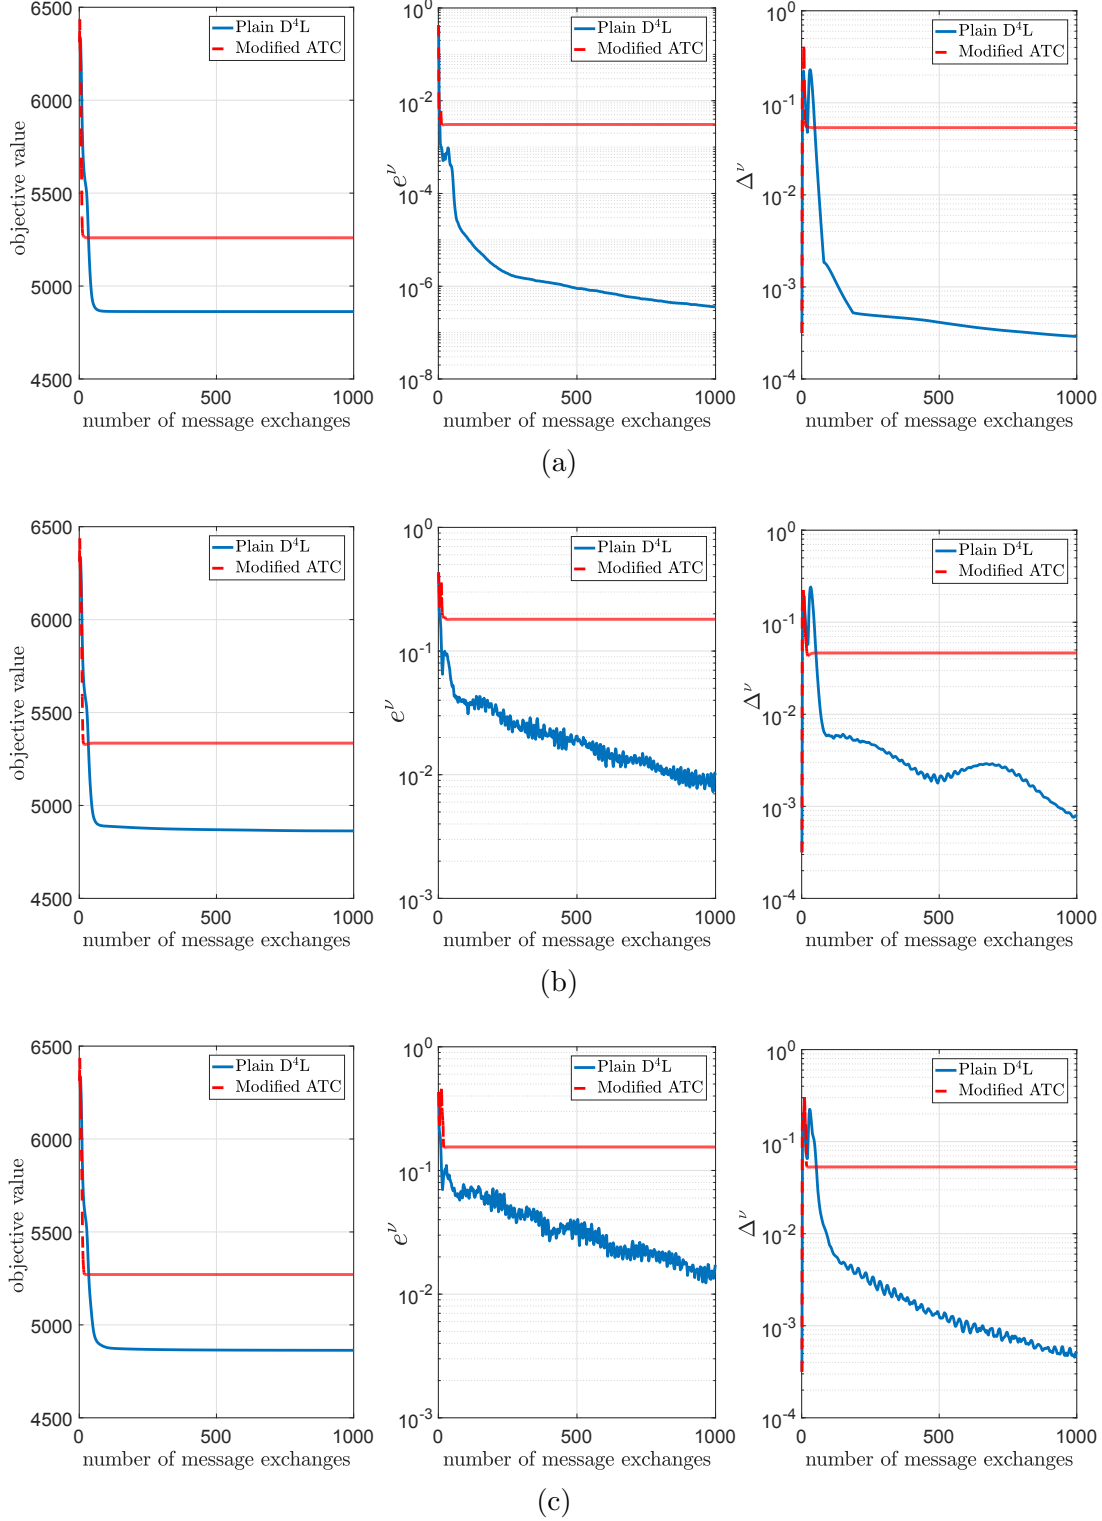 6500
6000
5500
5000
4500
objective value
Plain D⁴L
Modified ATC
0 500 1000
number of message exchanges
10⁰
10⁻²
10⁻⁴
10⁻⁶
10⁻⁸
e^ν
Plain D⁴L
Modified ATC
0 500 1000
number of message exchanges
10⁰
10⁻¹
10⁻²
10⁻³
10⁻⁴
Δ^ν
Plain D⁴L
Modified ATC
0 500 1000
number of message exchanges
(a)
6500
6000
5500
5000
4500
objective value
Plain D⁴L
Modified ATC
0 500 1000
number of message exchanges
10⁰
10⁻¹
10⁻²
10⁻³
e^ν
Plain D⁴L
Modified ATC
0 500 1000
number of message exchanges
10⁰
10⁻¹
10⁻²
10⁻³
10⁻⁴
Δ^ν
Plain D⁴L
Modified ATC
0 500 1000
number of message exchanges
(b)
6500
6000
5500
5000
4500
objective value
Plain D⁴L
Modified ATC
0 500 1000
number of message exchanges
10⁰
10⁻¹
10⁻²
10⁻³
e^ν
Plain D⁴L
Modified ATC
0 500 1000
number of message exchanges
10⁰
10⁻¹
10⁻²
10⁻³
10⁻⁴
Δ^ν
Plain D⁴L
Modified ATC
0 500 1000
number of message exchanges
(c)